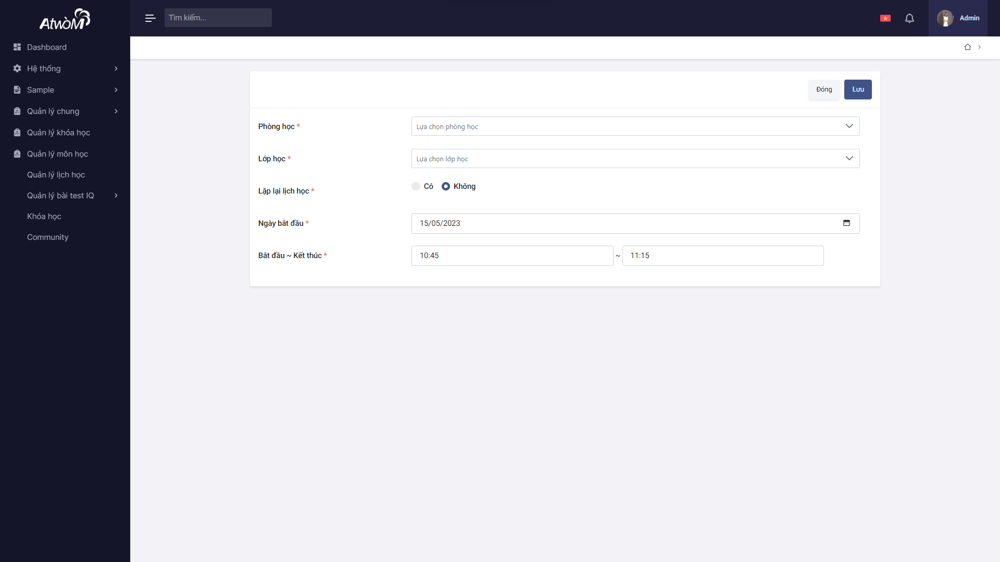 AtwòM
Tìm kiếm...
Admin
Dashboard
Hệ thống
Sample
Quản lý chung
Quản lý khóa học
Quản lý môn học
Quản lý lịch học
Quản lý bài test IQ
Khóa học
Community
Đóng
Lưu
Phòng học *
Lựa chọn phòng học
Lớp học *
Lựa chọn lớp học
Lặp lại lịch học *
Có
Không
Ngày bắt đầu *
15/05/2023
Bắt đầu ~ Kết thúc *
10:45 ~ 11:15